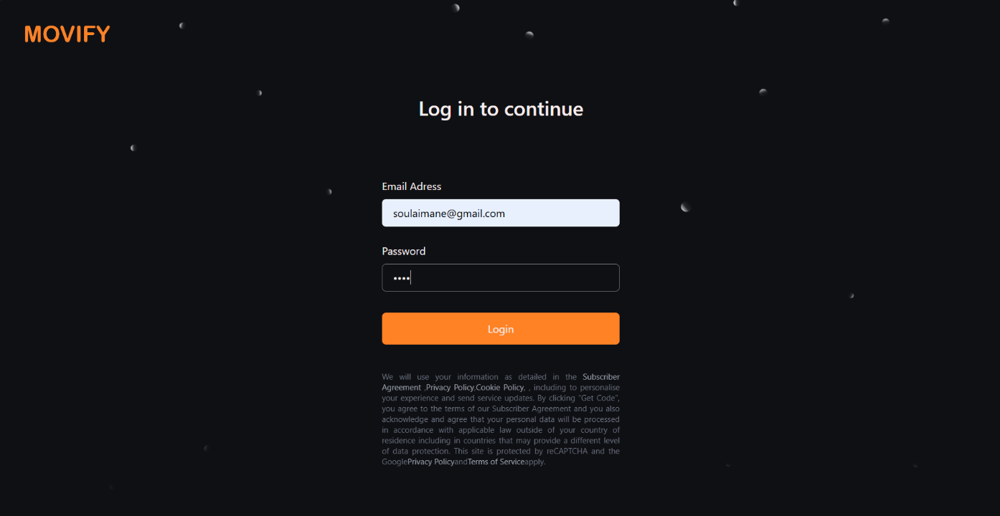 MOVIFY
Log in to continue
Email Adress
soulaimane@gmail.com
Password
••••
Login
We will use your information as detailed in the Subscriber
Agreement ,Privacy Policy,Cookie Policy, , including to personalise
your experience and send service updates. By clicking “Get Code”,
you agree to the terms of our Subscriber Agreement and you also
acknowledge and agree that your personal data will be processed
in accordance with applicable law outside of your country of
residence including in countries that may provide a different level
of data protection. This site is protected by reCAPTCHA and the
GooglePrivacy PolicyandTerms of Serviceapply.